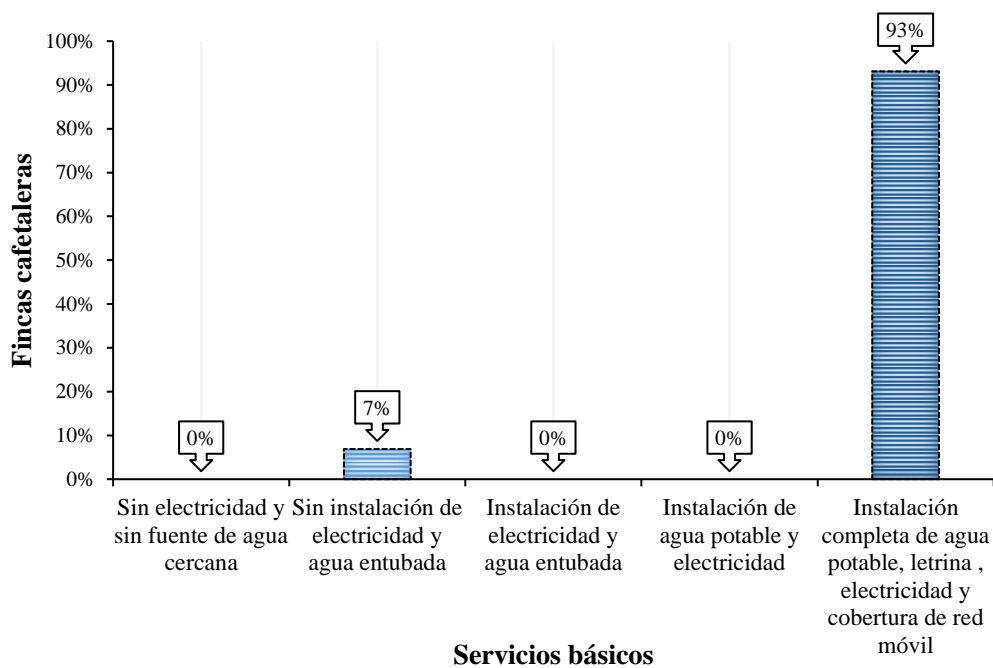 100%
90%
80%
70%
60%
50%
40%
30%
20%
10%
0%
Fincas cafetaleras
0%
7%
0%
0%
93%
Sin electricidad y
sin fuente de agua
cercana
Sin instalación de
electricidad y
agua entubada
Instalación de
electricidad y
agua entubada
Instalación de
agua potable y
electricidad
Instalación
completa de agua
potable, letrina ,
electricidad y
cobertura de red
móvil
Servicios básicos